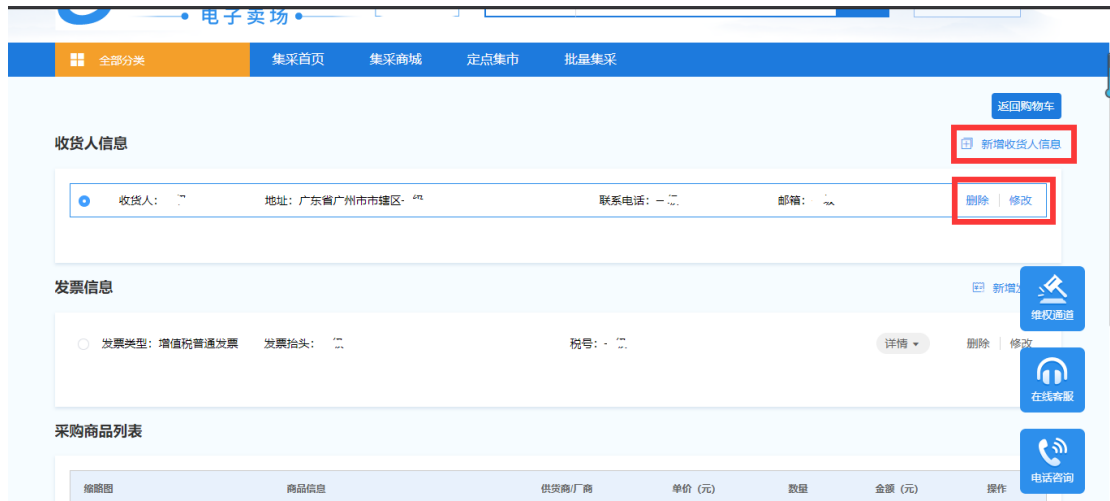 电子卖场
全部分类 集采首页 集采商城 定点集市 批量集采
返回购物车
收货人信息 新增收货人信息
收货人： 地址：广东省广州市市辖区- 联系电话：一 邮箱： 删除 修改
发票信息 新增
维权通道
发票类型：增值税普通发票 发票抬头： 税号：- 详情 删除 修改
在线客服
采购商品列表
电话咨询
缩略图 商品信息 供货商/厂商 单价（元） 数量 金额（元） 操作